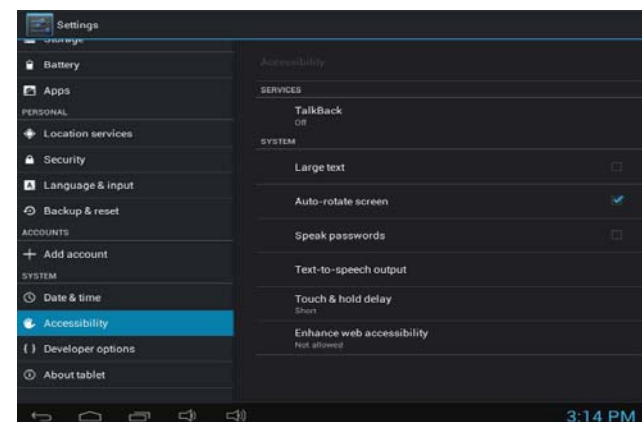 Settings
Storage
Battery
Apps
PERSONAL
Location services
Security
Language & input
Backup & reset
ACCOUNTS
Add account
SYSTEM
Date & time
Accessibility
Developer options
About tablet
Accessibility
SERVICES
TalkBack
Off
SYSTEM
Large text
Auto-rotate screen
Speak passwords
Text-to-speech output
Touch & hold delay
Short
Enhance web accessibility
Not allowed
3:14 PM